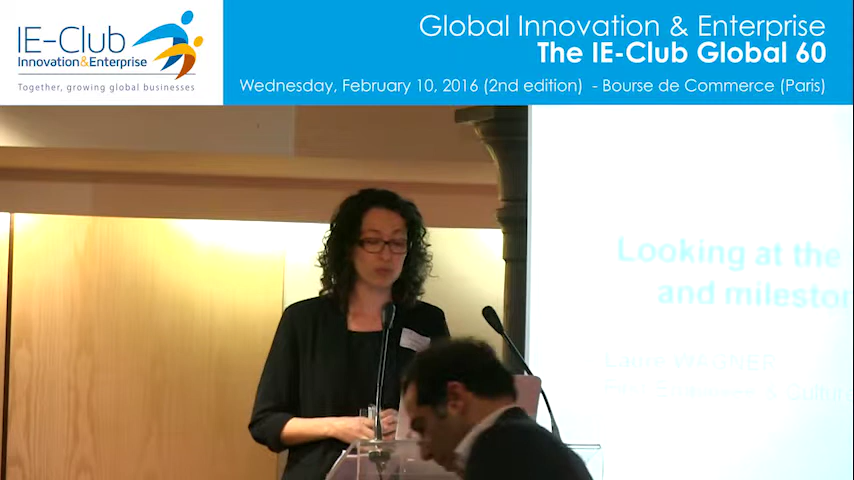 IE-Club
Innovation&Enterprise
Together, growing global businesses
Global Innovation & Enterprise
The IE-Club Global 60
Wednesday, February 10, 2016 (2nd edition) - Bourse de Commerce (Paris)
Looking at the
and mileston
Laure WAGNER